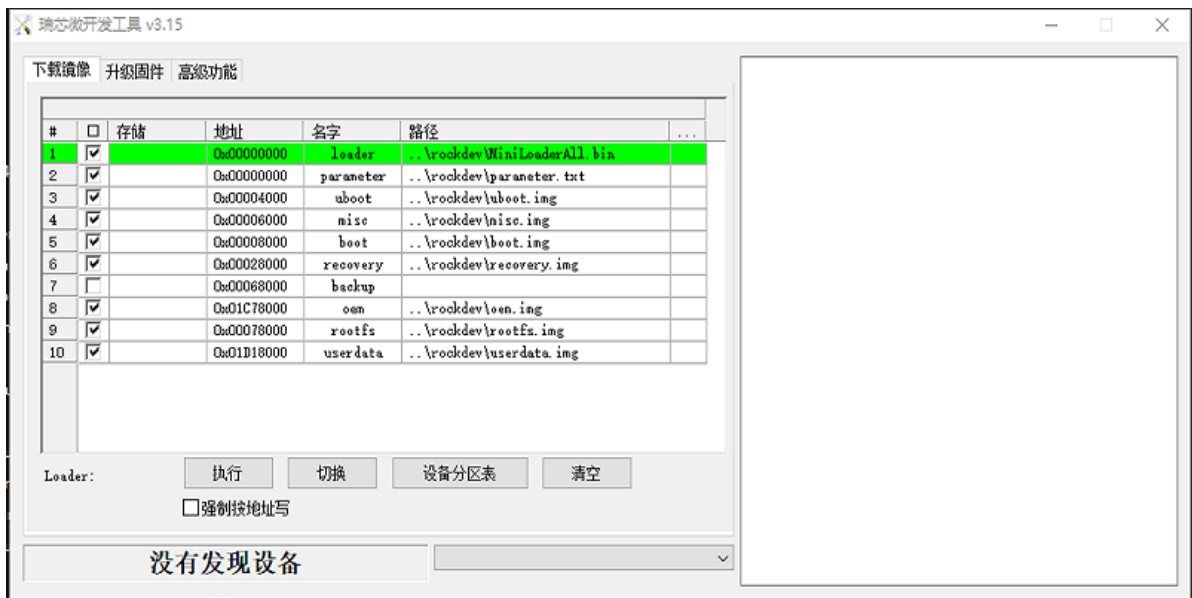 瑞芯微开发工具 v3.15
下载镜像 升级固件 高级功能
# 存储 地址 名字 路径 ...
1 0x00000000 loader ..\rockdev\MiniLoaderAll.bin
2 0x00000000 parameter ..\rockdev\parameter.txt
3 0x00004000 uboot ..\rockdev\uboot.img
4 0x00006000 misc ..\rockdev\misc.img
5 0x00008000 boot ..\rockdev\boot.img
6 0x00028000 recovery ..\rockdev\recovery.img
7 0x00068000 backup
8 0x01C78000 oem ..\rockdev\oem.img
9 0x00078000 rootfs ..\rockdev\rootfs.img
10 0x01D18000 userdata ..\rockdev\userdata.img
Loader: 执行 切换 设备分区表 清空
强制按地址写
没有发现设备